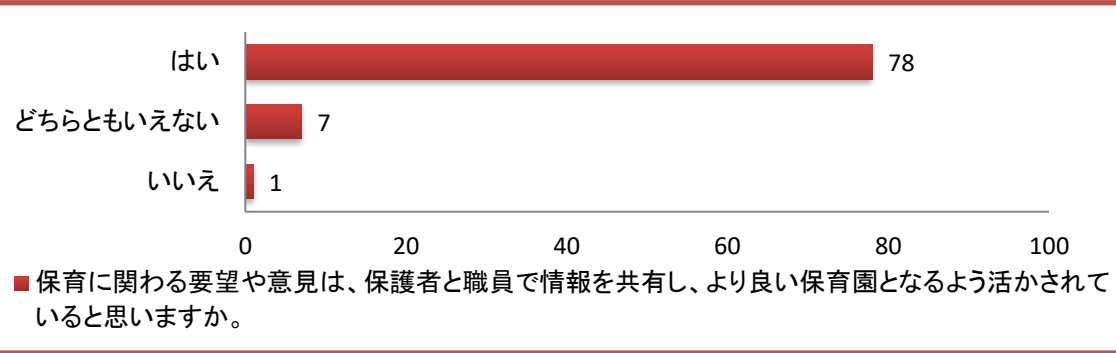 はい 78
どちらともいえない 7
いいえ 1
0 20 40 60 80 100
保育に関わる要望や意見は、保護者と職員で情報を共有し、より良い保育園となるよう活かされて
いると思いますか。